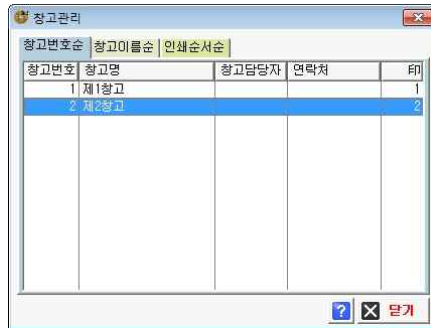 창고관리
창고번호순 창고이름순 인쇄순서순
창고번호 창고명 창고담당자 연락처 印
1 제1창고 1
2 제2창고 2
? 닫기